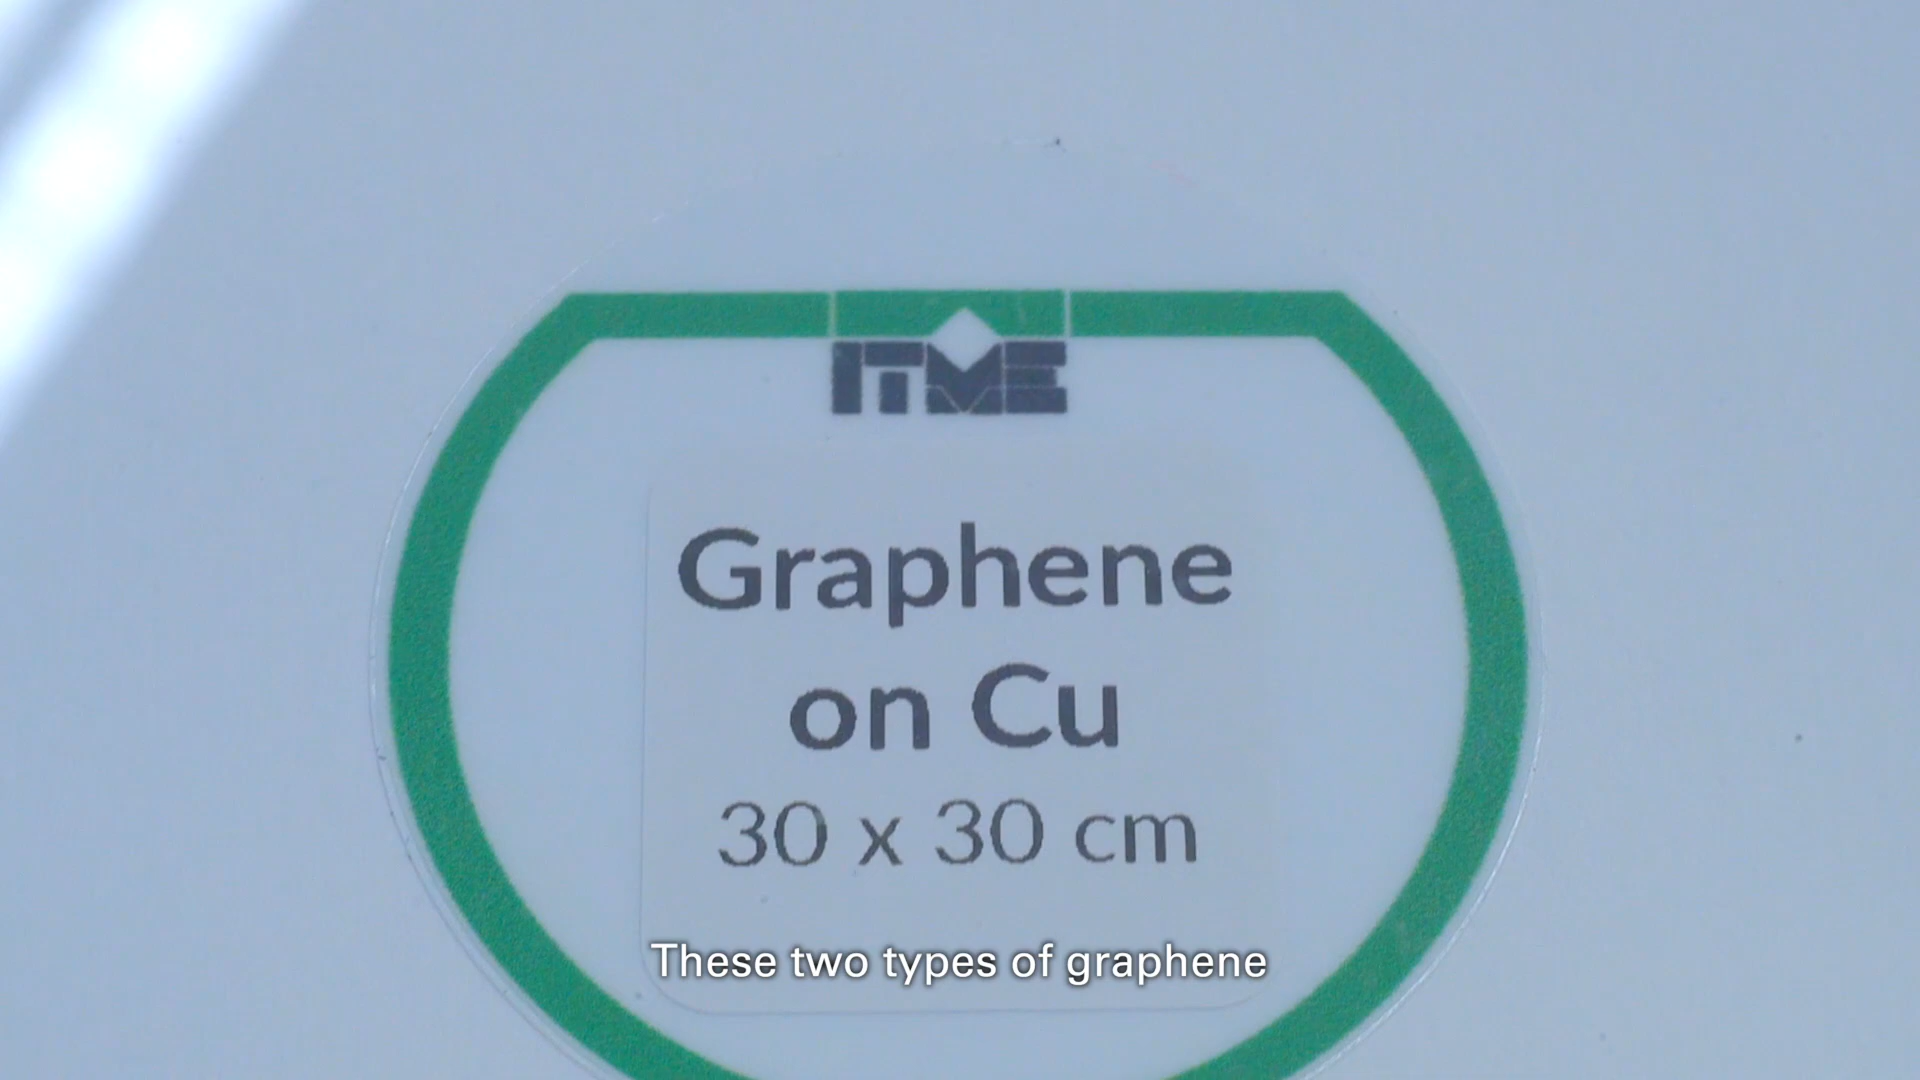 ITME
Graphene
on Cu
30 x 30 cm
These two types of graphene